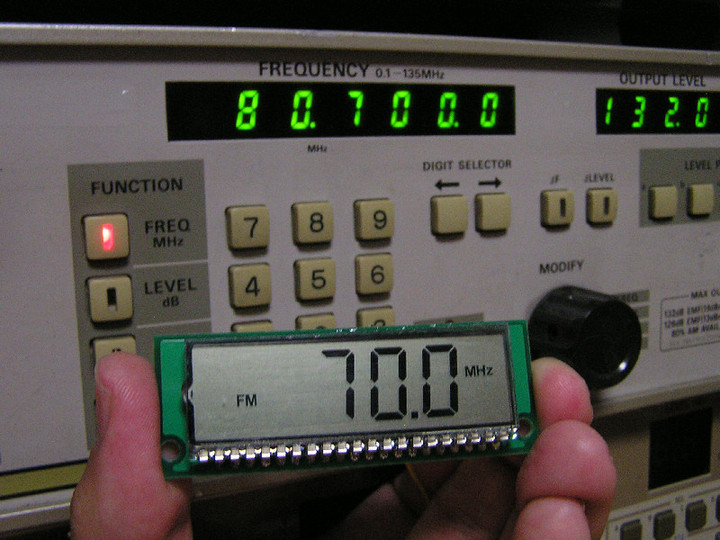 FREQUENCY 0.1-135MHz
OUTPUT LEVEL
80.700.0
132.0
MHz
DIGIT SELECTOR
FUNCTION
← →
LEVEL
FREQ
MHz
7 8 9
LEVEL
dB
4 5 6
MODIFY
FM 70.0 MHz